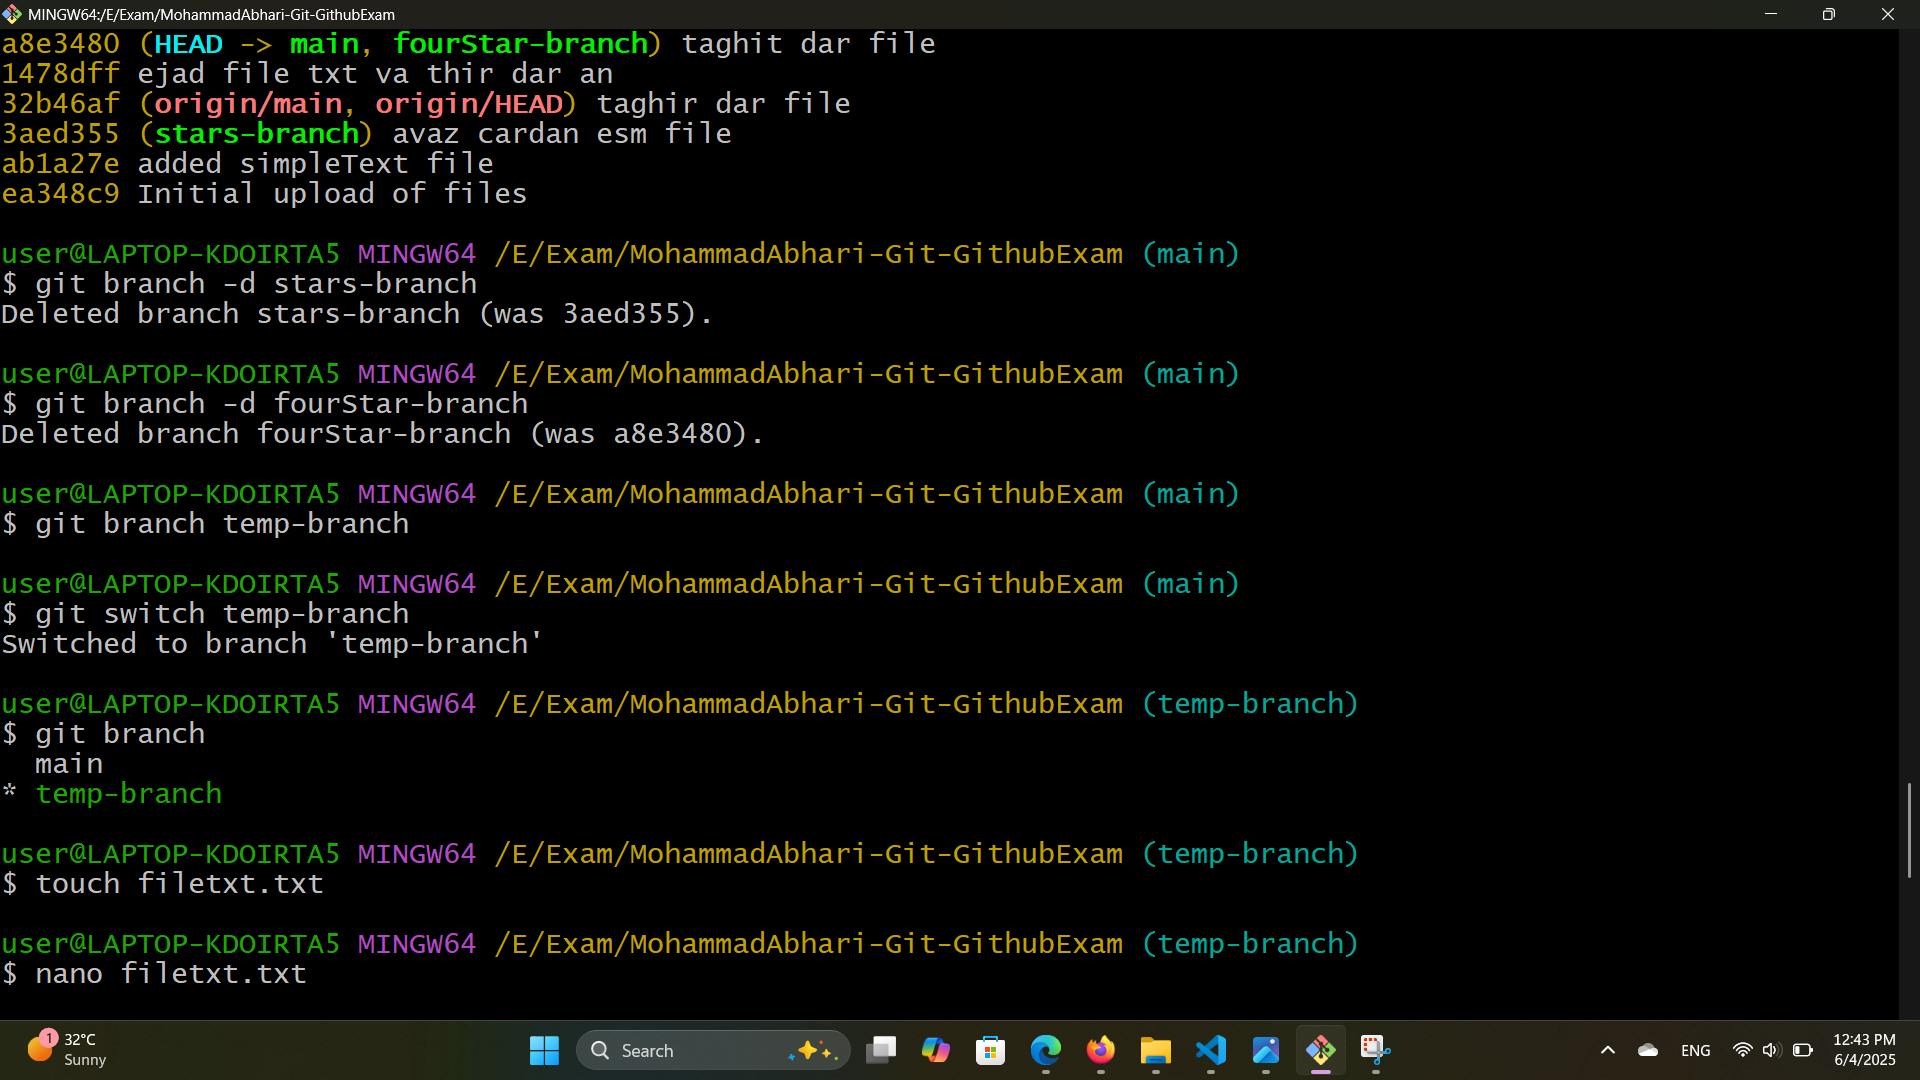 MINGW64:/E/Exam/MohammadAbhari-Git-GithubExam
a8e3480 (HEAD -> main, fourStar-branch) taghit dar file
1478dff ejad file txt va thir dar an
32b46af (origin/main, origin/HEAD) taghir dar file
3aed355 (stars-branch) avaz cardan esm file
ab1a27e added simpleText file
ea348c9 Initial upload of files
user@LAPTOP-KDOIRTA5 MINGW64 /E/Exam/MohammadAbhari-Git-GithubExam (main)
$ git branch -d stars-branch
Deleted branch stars-branch (was 3aed355).
user@LAPTOP-KDOIRTA5 MINGW64 /E/Exam/MohammadAbhari-Git-GithubExam (main)
$ git branch -d fourStar-branch
Deleted branch fourStar-branch (was a8e3480).
user@LAPTOP-KDOIRTA5 MINGW64 /E/Exam/MohammadAbhari-Git-GithubExam (main)
$ git branch temp-branch
user@LAPTOP-KDOIRTA5 MINGW64 /E/Exam/MohammadAbhari-Git-GithubExam (main)
$ git switch temp-branch
Switched to branch 'temp-branch'
user@LAPTOP-KDOIRTA5 MINGW64 /E/Exam/MohammadAbhari-Git-GithubExam (temp-branch)
$ git branch
  main
* temp-branch
user@LAPTOP-KDOIRTA5 MINGW64 /E/Exam/MohammadAbhari-Git-GithubExam (temp-branch)
$ touch filetxt.txt
user@LAPTOP-KDOIRTA5 MINGW64 /E/Exam/MohammadAbhari-Git-GithubExam (temp-branch)
$ nano filetxt.txt
1
32°C
Sunny
Search
ENG
12:43 PM
6/4/2025